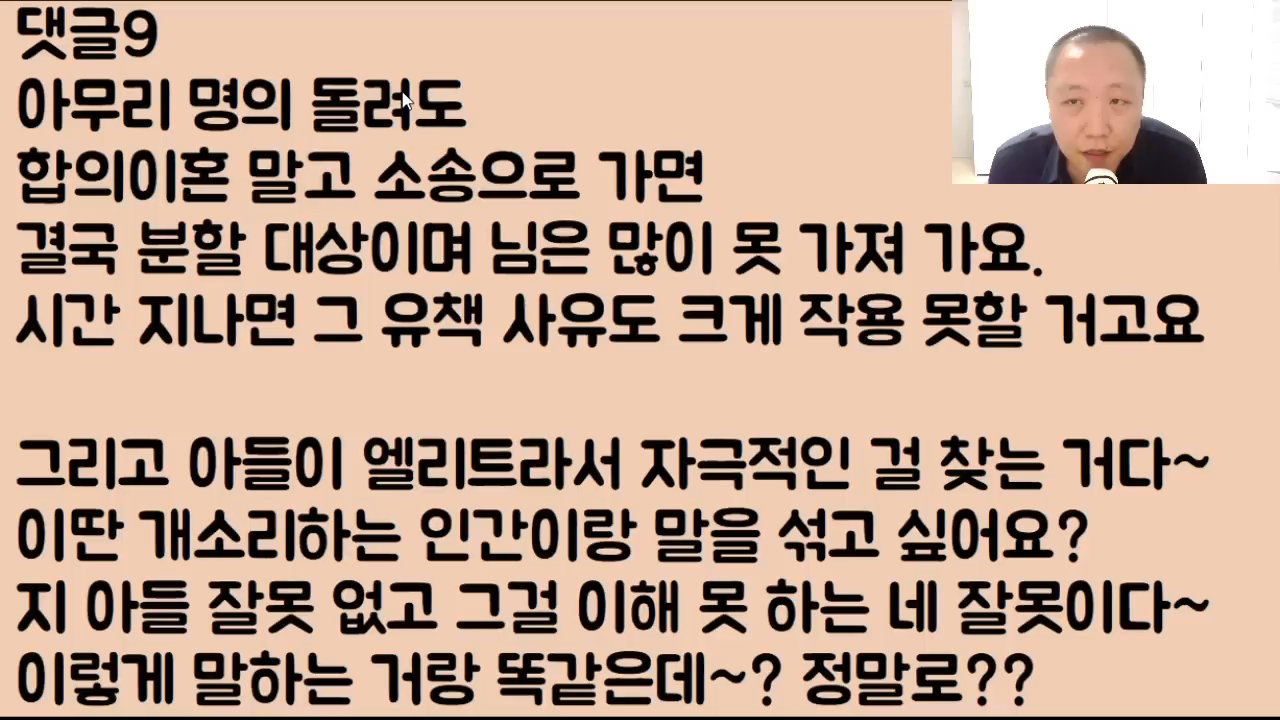 댓글9
아무리 명의 돌려도
합의이혼 말고 소송으로 가면
결국 분할 대상이며 님은 많이 못 가져 가요.
시간 지나면 그 유책 사유도 크게 작용 못할 거고요
그리고 아들이 엘리트라서 자극적인 걸 찾는 거다~
이딴 개소리하는 인간이랑 말을 섞고 싶어요?
지 아들 잘못 없고 그걸 이해 못 하는 네 잘못이다~
이렇게 말하는 거랑 똑같은데~? 정말로??